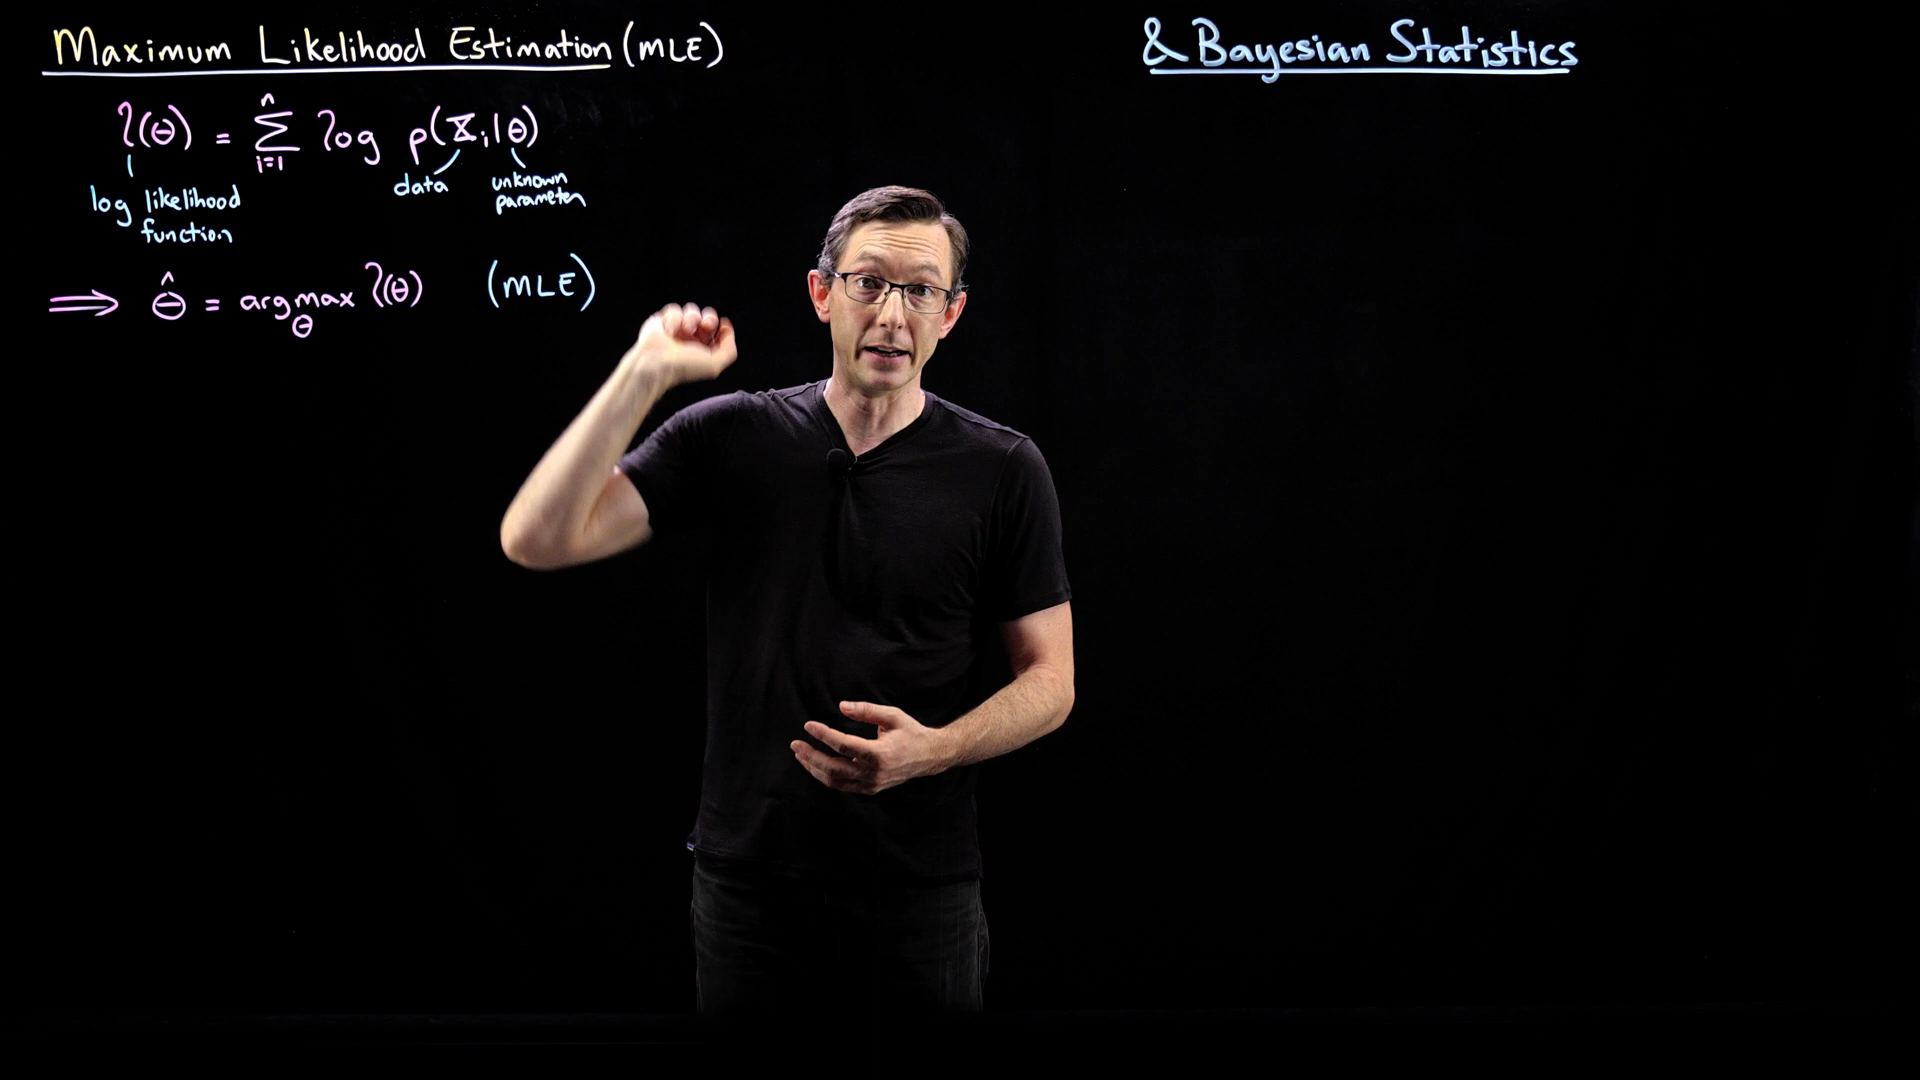 Maximum Likelihood Estimation (MLE)
& Bayesian Statistics
ℓ(θ) = Σ_{i=1}^{n} log p(X_i|θ)
log likelihood
function
data
unknown
parameter
⟹ θ̂ = argmax_θ ℓ(θ) (MLE)